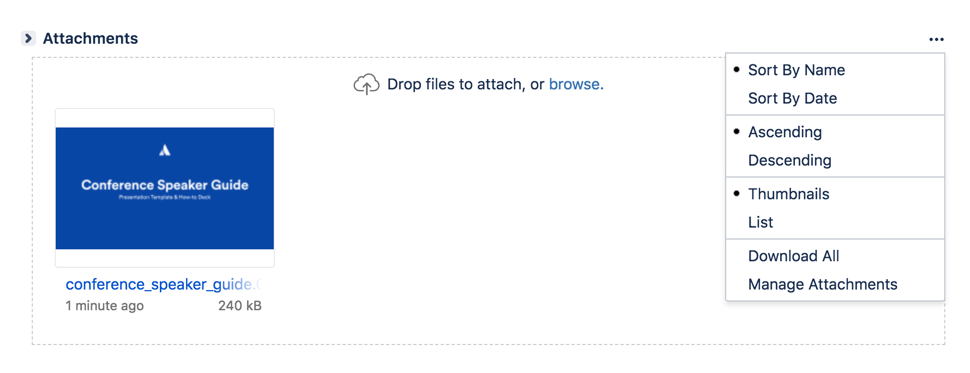 Attachments
Drop files to attach, or browse.
Conference Speaker Guide
Presentation Template & How-to Deck
conference_speaker_guide.
1 minute ago 240 kB
Sort By Name
Sort By Date
Ascending
Descending
Thumbnails
List
Download All
Manage Attachments